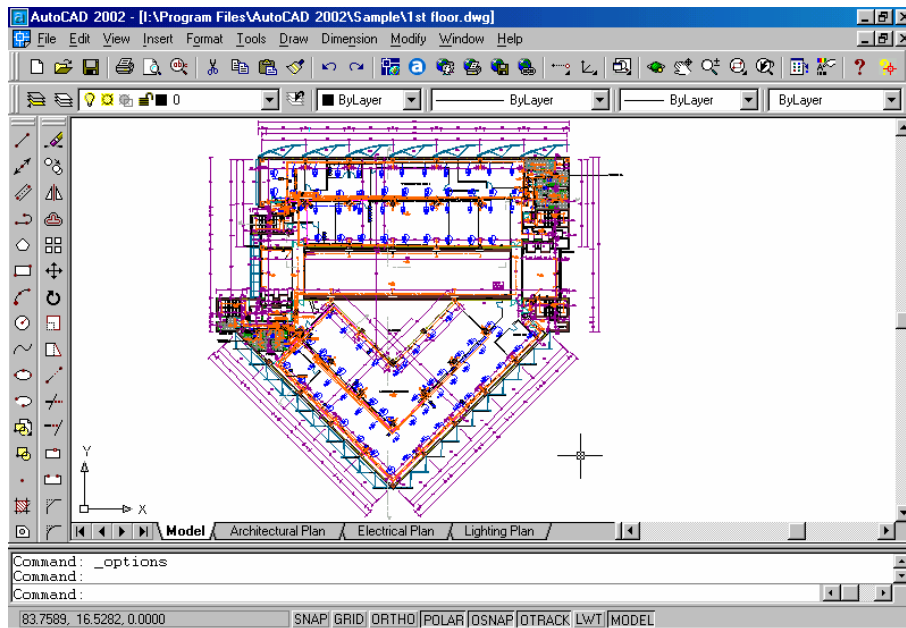 AutoCAD 2002 - [I:\Program Files\AutoCAD 2002\Sample\1st floor.dwg]
File Edit View Insert Format Tools Draw Dimension Modify Window Help
0 ByLayer ByLayer ByLayer ByLayer
Y
X
Model Architectural Plan Electrical Plan Lighting Plan
Command: _options
Command:
Command:
83.7589, 16.5282, 0.0000 SNAP GRID ORTHO POLAR OSNAP OTRACK LWT MODEL